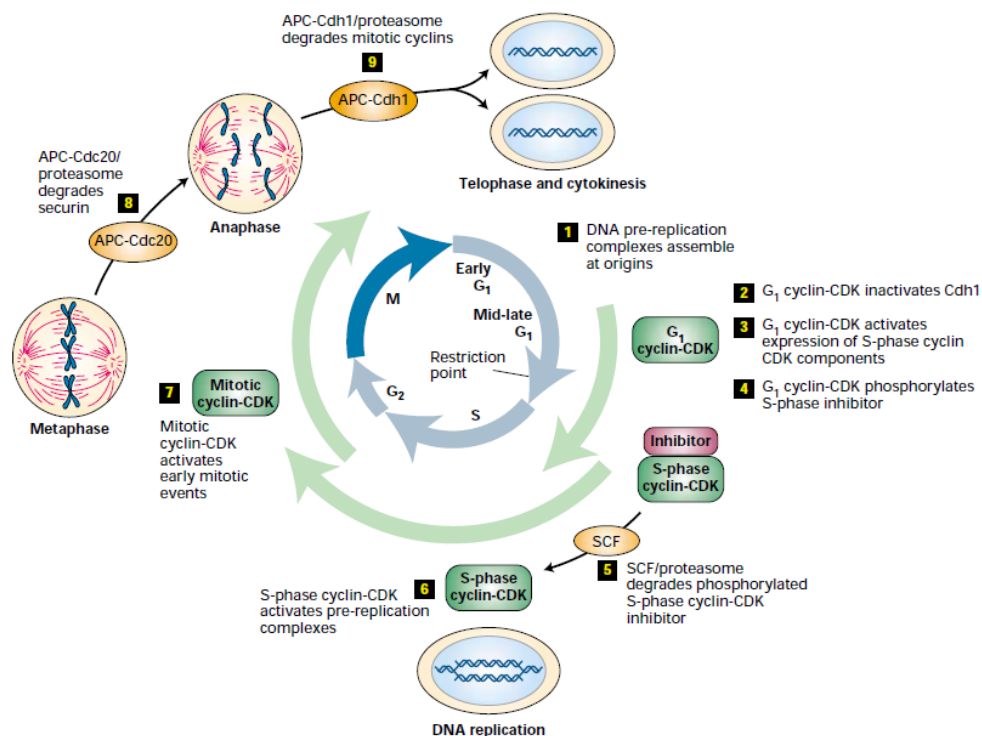 APC-Cdh1/proteasome
degrades mitotic cyclins
9
APC-Cdh1
Telophase and cytokinesis
APC-Cdc20/
proteasome
degrades
securin
8
APC-Cdc20
Anaphase
Metaphase
1 DNA pre-replication
complexes assemble
at origins
2 G₁ cyclin-CDK inactivates Cdh1
3 G₁ cyclin-CDK activates
expression of S-phase cyclin
CDK components
4 G₁ cyclin-CDK phosphorylates
S-phase inhibitor
G₁
cyclin-CDK
M
Early
G₁
Mid-late
G₁
Restriction
point
G₂
S
7
Mitotic
cyclin-CDK
Mitotic
cyclin-CDK
activates
early mitotic
events
Inhibitor
S-phase
cyclin-CDK
SCF
5 SCF/proteasome
degrades phosphorylated
S-phase cyclin-CDK
inhibitor
6
S-phase
cyclin-CDK
S-phase cyclin-CDK
activates pre-replication
complexes
DNA replication